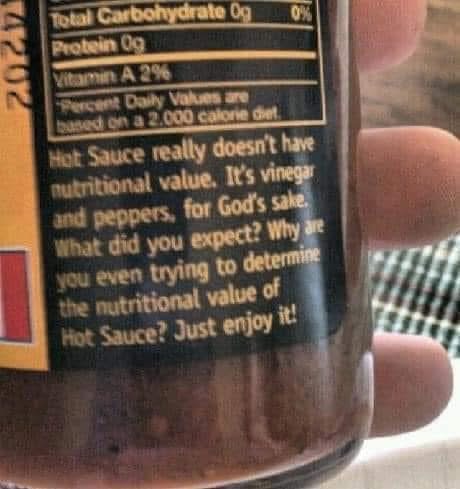 14202
Total Carbohydrate 0g 0%
Protein 0g
Vitamin A 2%
*Percent Daily Values are
based on a 2,000 calorie diet.
Hot Sauce really doesn't have
nutritional value. It's vinegar
and peppers, for God's sake.
What did you expect? Why are
you even trying to determine
the nutritional value of
Hot Sauce? Just enjoy it!